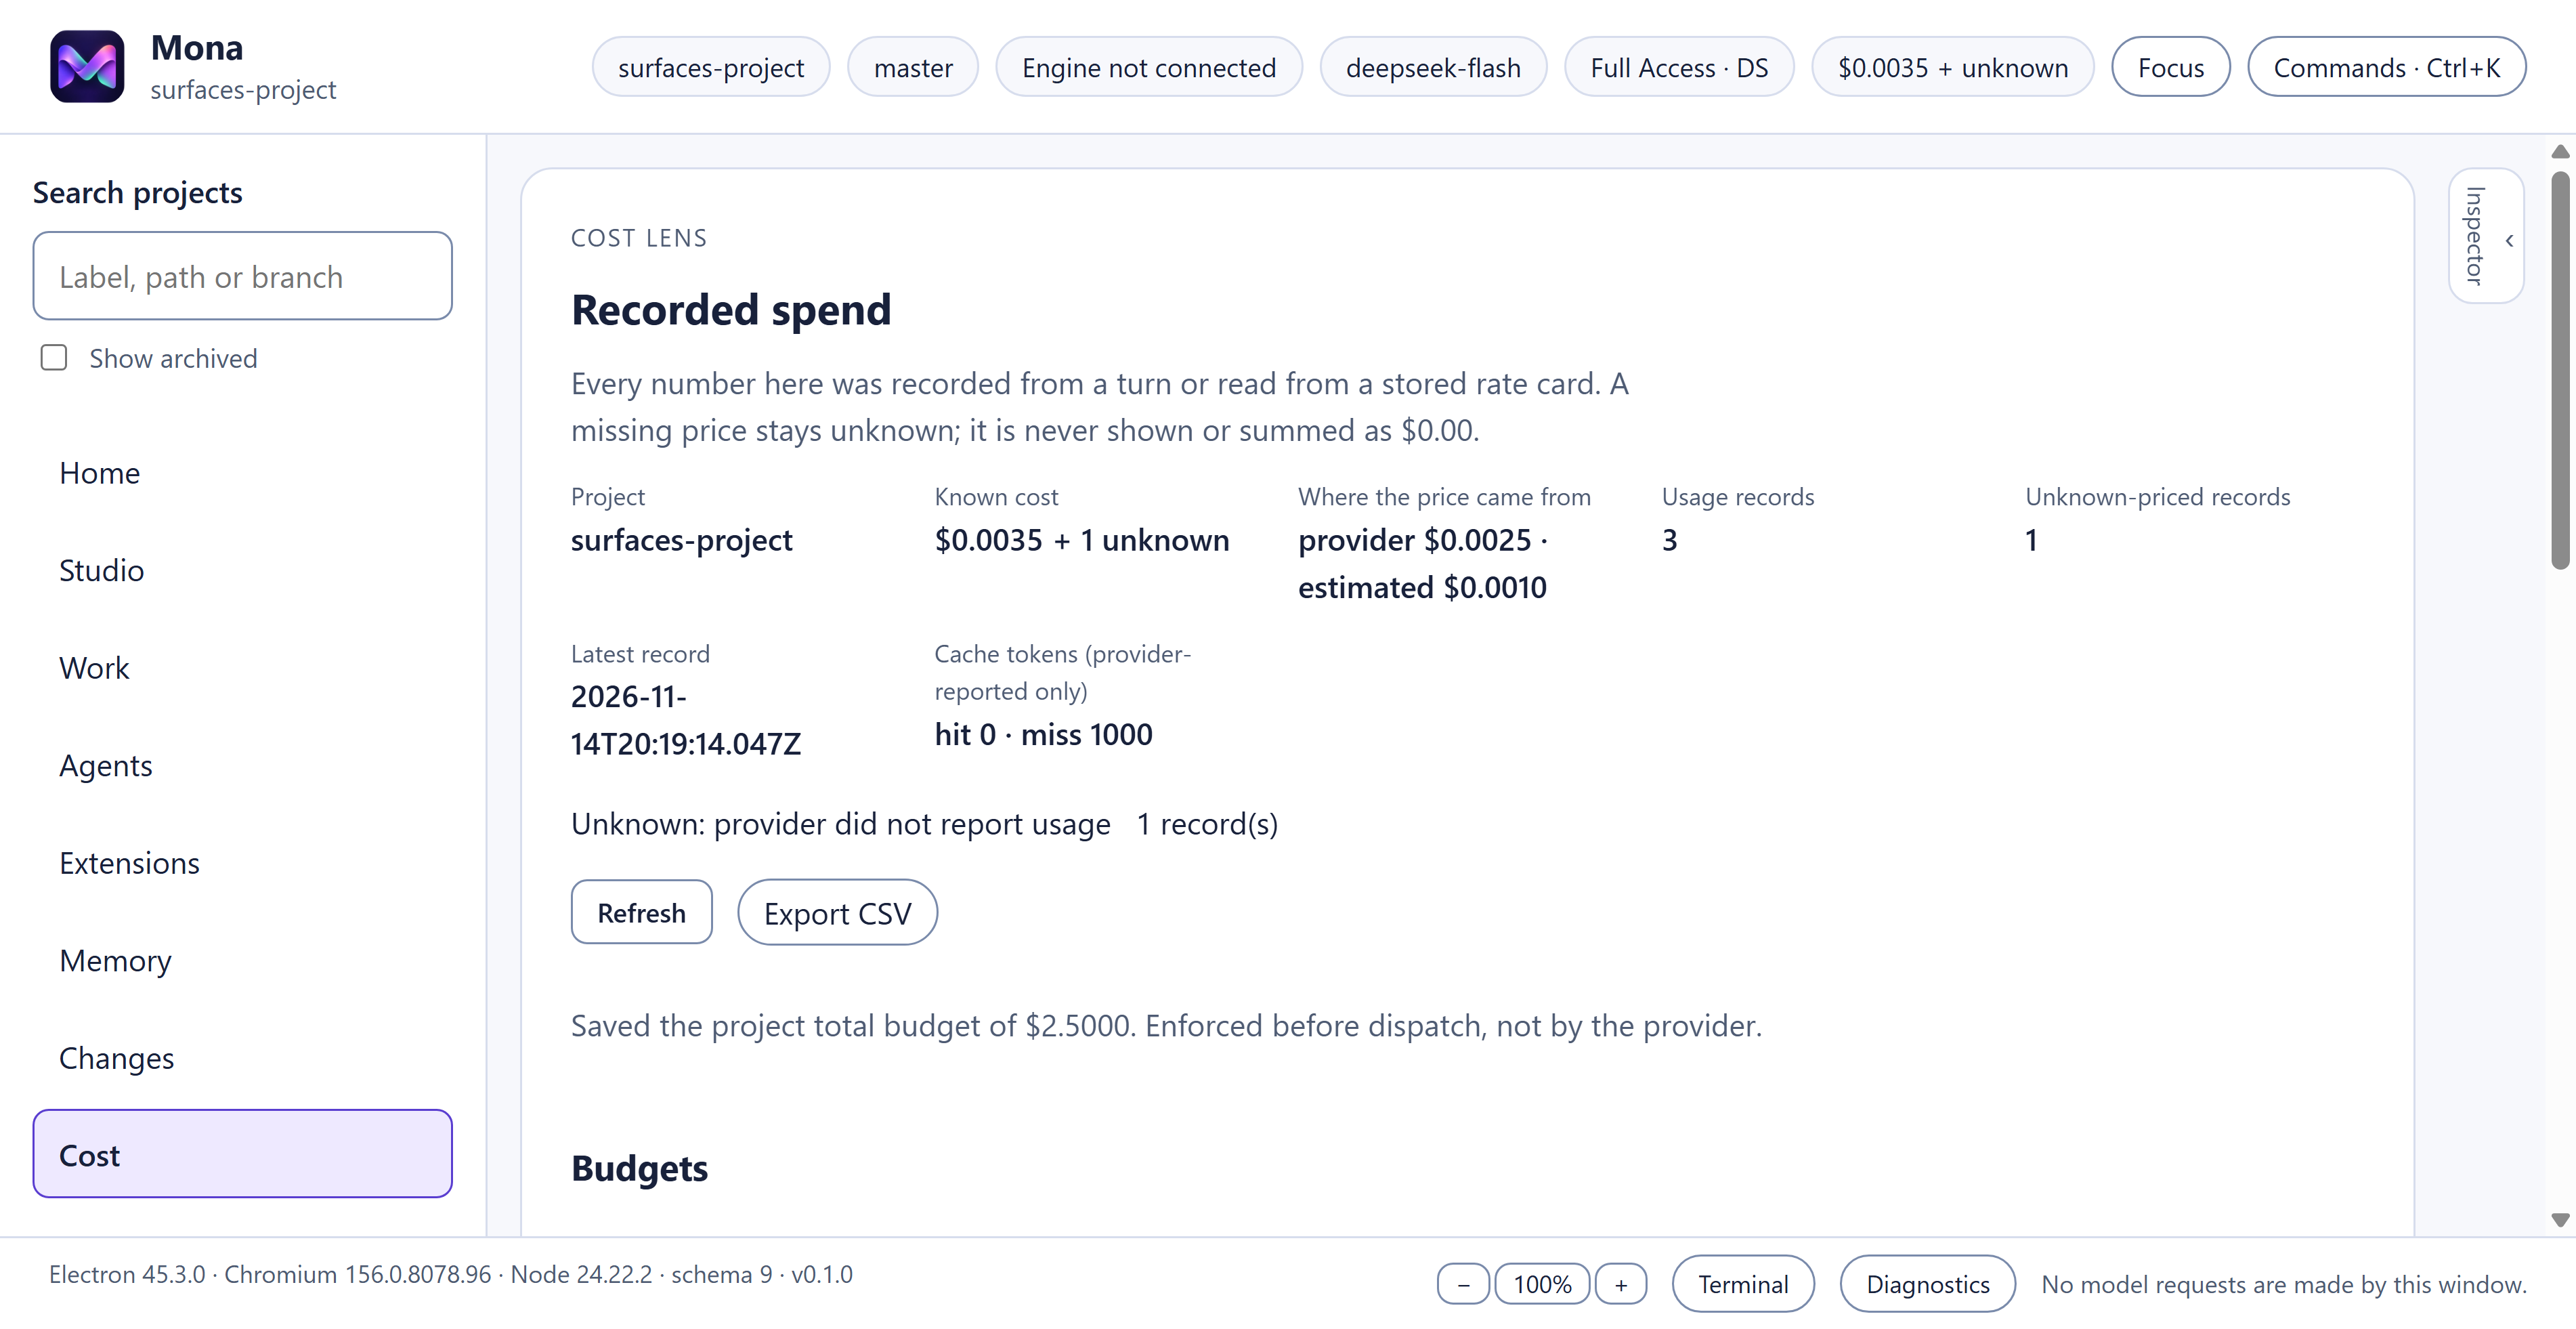 Mona
surfaces-project
surfaces-project
master
Engine not connected
deepseek-flash
Full Access · DS
$0.0035 + unknown
Focus
Commands · Ctrl+K
Search projects
Label, path or branch
Show archived
Home
Studio
Work
Agents
Extensions
Memory
Changes
Cost
COST LENS
Recorded spend
Every number here was recorded from a turn or read from a stored rate card. A
missing price stays unknown; it is never shown or summed as $0.00.
Project
surfaces-project
Known cost
$0.0035 + 1 unknown
Where the price came from
provider $0.0025 ·
estimated $0.0010
Usage records
3
Unknown-priced records
1
Latest record
2026-11-
14T20:19:14.047Z
Cache tokens (provider-
reported only)
hit 0 · miss 1000
Unknown: provider did not report usage 1 record(s)
Refresh
Export CSV
Saved the project total budget of $2.5000. Enforced before dispatch, not by the provider.
Budgets
Inspector
Electron 45.3.0 · Chromium 156.0.8078.96 · Node 24.22.2 · schema 9 · v0.1.0
− 100% +
Terminal
Diagnostics
No model requests are made by this window.